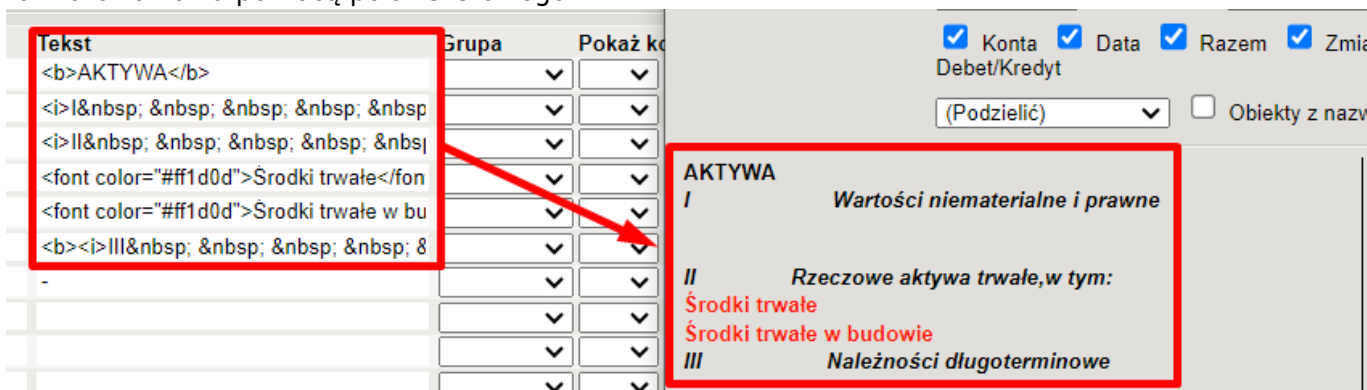 Tekst
Grupa
Pokaż
<b>AKTYWA</b>
<i>I&nbsp; &nbsp; &nbsp; &nbsp; &nbsp
<i>II&nbsp; &nbsp; &nbsp; &nbsp; &nbsp
<font color="#ff1d0d">Środki trwałe</fon
<font color="#ff1d0d">Środki trwałe w bu
<b><i>III&nbsp; &nbsp; &nbsp; &nbsp; &
-
Konta Data Razem Zmia
Debet/Kredyt
(Podzielić) Obiekty z nazw
AKTYWA
I Wartości niematerialne i prawne
II Rzeczowe aktywa trwałe,w tym:
Środki trwałe
Środki trwałe w budowie
III Należności długoterminowe